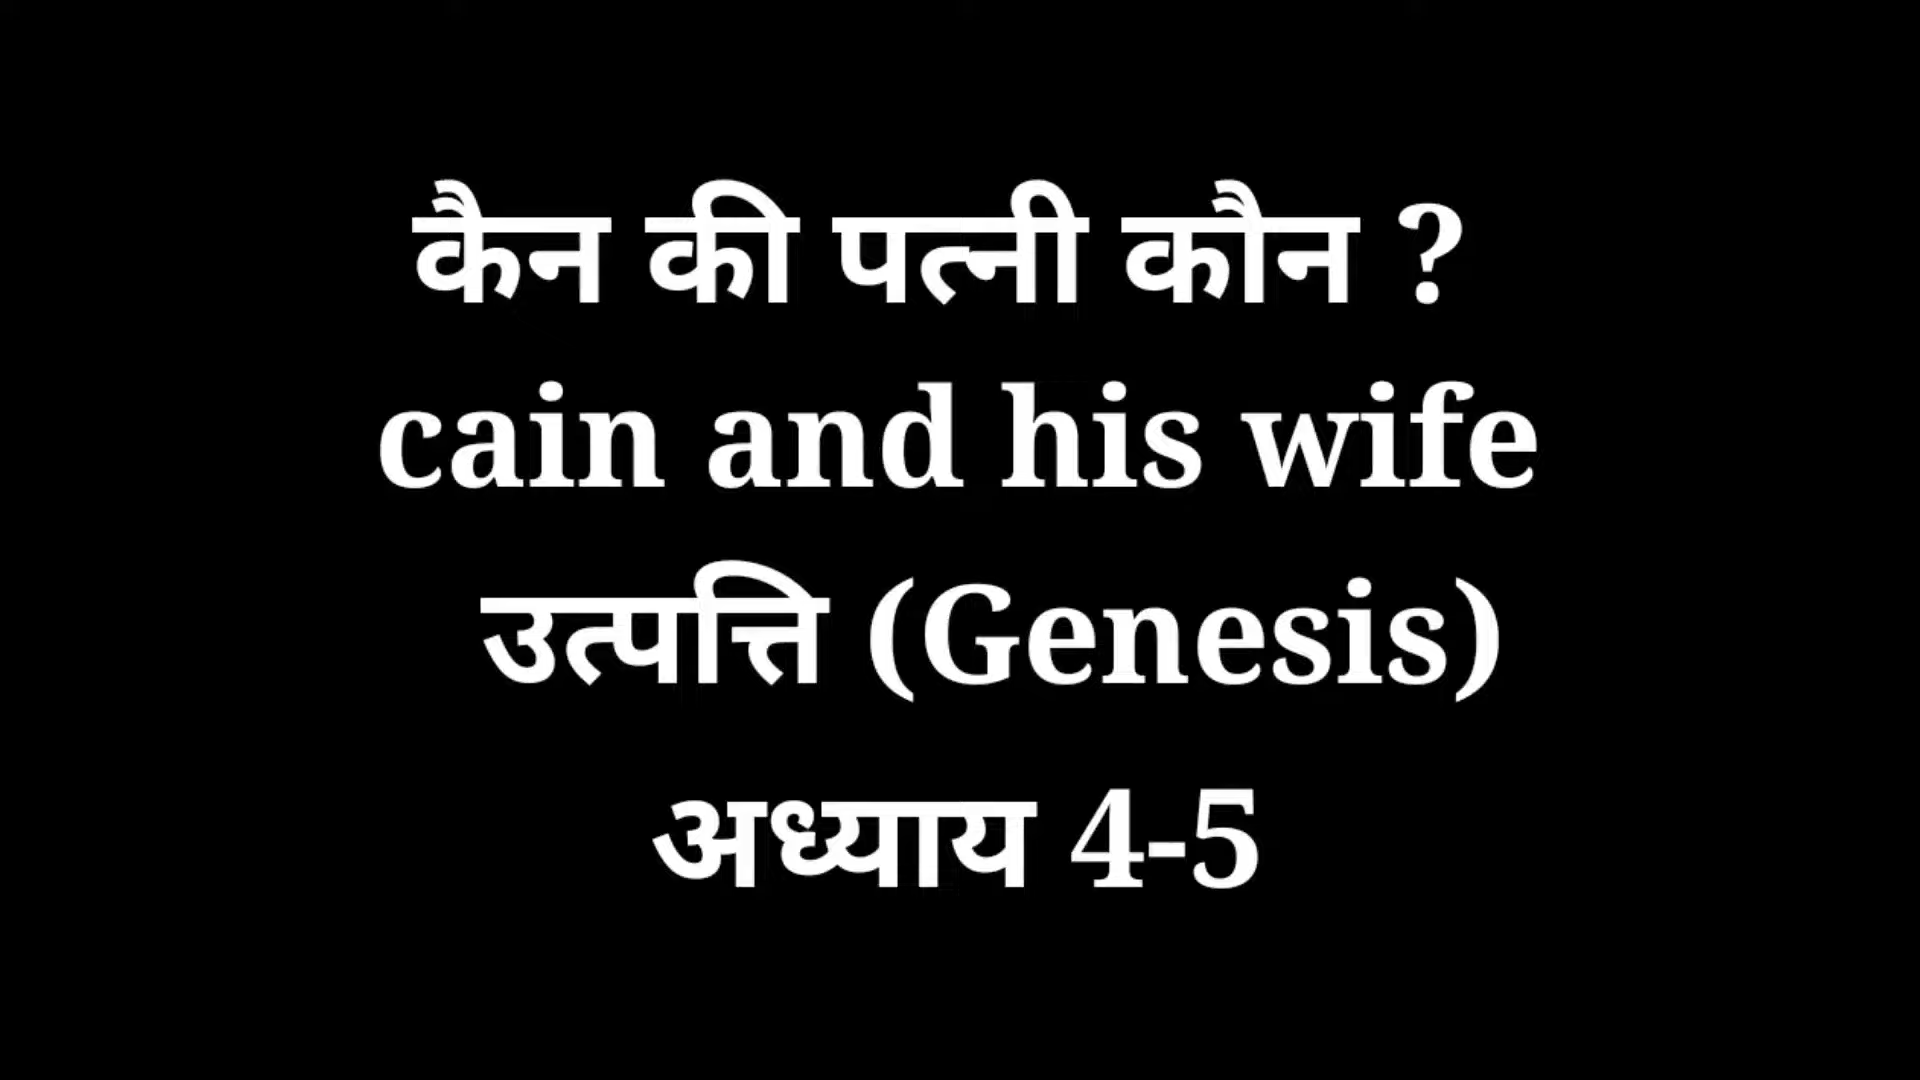 कैन की पत्नी कौन ?
cain and his wife
उत्पत्ति (Genesis)
अध्याय 4-5